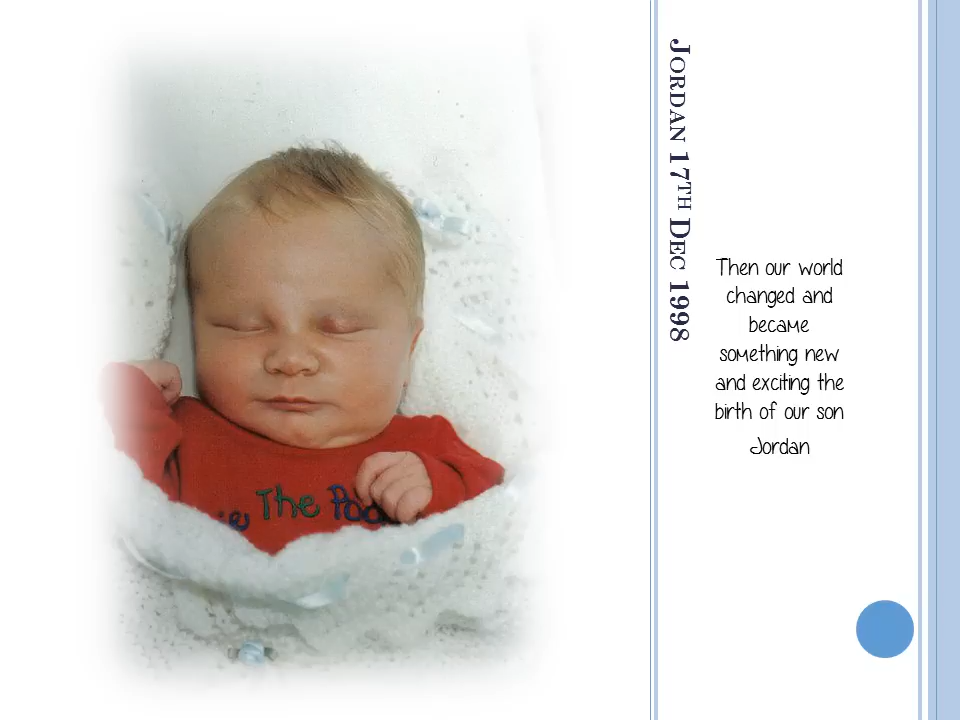 JORDAN 17TH DEC 1998
Then our world
changed and
became
something new
and exciting the
birth of our son
Jordan
ie The Poo